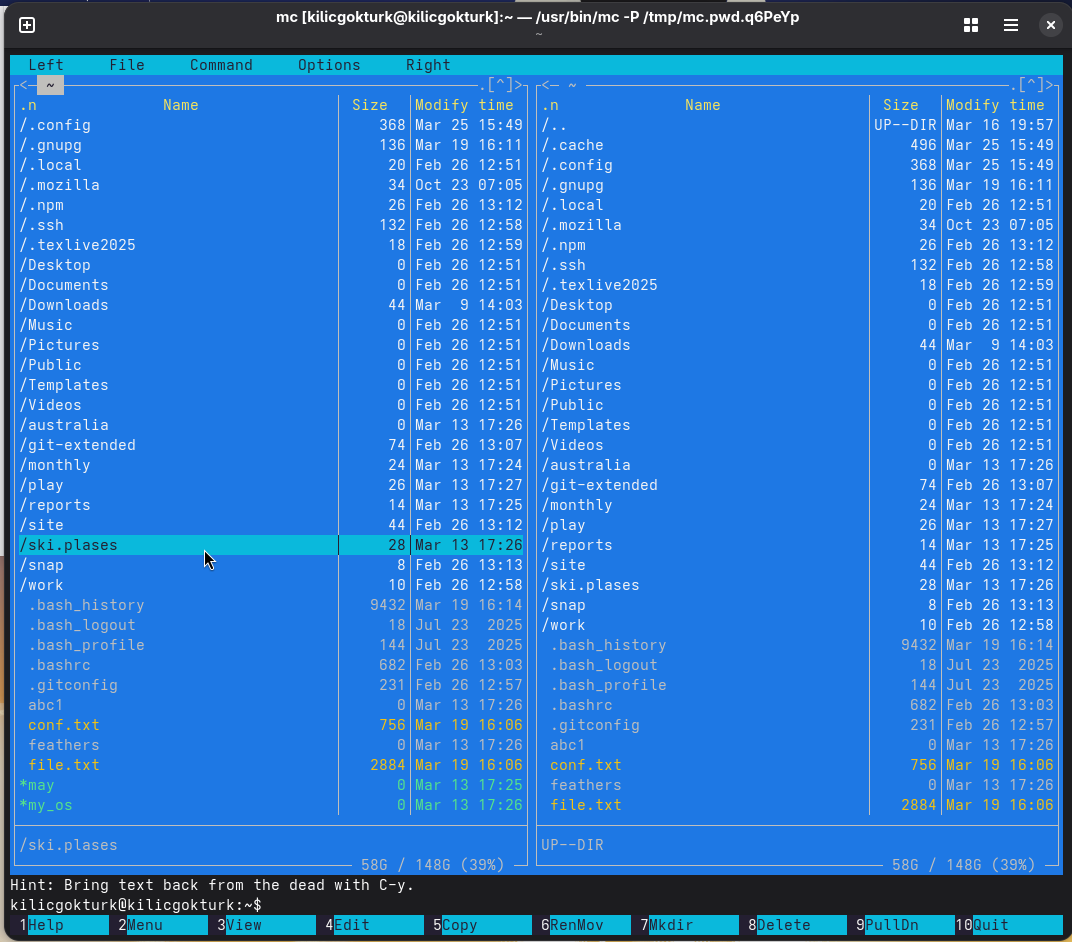 mc [kilicgokturk@kilicgokturk]:~ — /usr/bin/mc -P /tmp/mc.pwd.q6PeYp
~
Left File Command Options Right
<─ ~ .[^]> <─ ~ .[^]>
.n Name Size Modify time .n Name Size Modify time
/.config 368 Mar 25 15:49 /.. UP--DIR Mar 16 19:57
/.gnupg 136 Mar 19 16:11 /.cache 496 Mar 25 15:49
/.local 20 Feb 26 12:51 /.config 368 Mar 25 15:49
/.mozilla 34 Oct 23 07:05 /.gnupg 136 Mar 19 16:11
/.npm 26 Feb 26 13:12 /.local 20 Feb 26 12:51
/.ssh 132 Feb 26 12:58 /.mozilla 34 Oct 23 07:05
/.texlive2025 18 Feb 26 12:59 /.npm 26 Feb 26 13:12
/Desktop 0 Feb 26 12:51 /.ssh 132 Feb 26 12:58
/Documents 0 Feb 26 12:51 /.texlive2025 18 Feb 26 12:59
/Downloads 44 Mar 9 14:03 /Desktop 0 Feb 26 12:51
/Music 0 Feb 26 12:51 /Documents 0 Feb 26 12:51
/Pictures 0 Feb 26 12:51 /Downloads 44 Mar 9 14:03
/Public 0 Feb 26 12:51 /Music 0 Feb 26 12:51
/Templates 0 Feb 26 12:51 /Pictures 0 Feb 26 12:51
/Videos 0 Feb 26 12:51 /Public 0 Feb 26 12:51
/australia 0 Mar 13 17:26 /Templates 0 Feb 26 12:51
/git-extended 74 Feb 26 13:07 /Videos 0 Feb 26 12:51
/monthly 24 Mar 13 17:24 /australia 0 Mar 13 17:26
/play 26 Mar 13 17:27 /git-extended 74 Feb 26 13:07
/reports 14 Mar 13 17:25 /monthly 24 Mar 13 17:24
/site 44 Feb 26 13:12 /play 26 Mar 13 17:27
/ski.plases 28 Mar 13 17:26 /reports 14 Mar 13 17:25
/snap 8 Feb 26 13:13 /site 44 Feb 26 13:12
/work 10 Feb 26 12:58 /ski.plases 28 Mar 13 17:26
.bash_history 9432 Mar 19 16:14 /snap 8 Feb 26 13:13
.bash_logout 18 Jul 23 2025 /work 10 Feb 26 12:58
.bash_profile 144 Jul 23 2025 .bash_history 9432 Mar 19 16:14
.bashrc 682 Feb 26 13:03 .bash_logout 18 Jul 23 2025
.gitconfig 231 Feb 26 12:57 .bash_profile 144 Jul 23 2025
abc1 0 Mar 13 17:26 .bashrc 682 Feb 26 13:03
conf.txt 756 Mar 19 16:06 .gitconfig 231 Feb 26 12:57
feathers 0 Mar 13 17:26 abc1 0 Mar 13 17:26
file.txt 2884 Mar 19 16:06 conf.txt 756 Mar 19 16:06
*may 0 Mar 13 17:25 feathers 0 Mar 13 17:26
*my_os 0 Mar 13 17:26 file.txt 2884 Mar 19 16:06
/ski.plases UP--DIR
58G / 148G (39%) 58G / 148G (39%)
Hint: Bring text back from the dead with C-y.
kilicgokturk@kilicgokturk:~$
1Help 2Menu 3View 4Edit 5Copy 6RenMov 7Mkdir 8Delete 9PullDn 10Quit